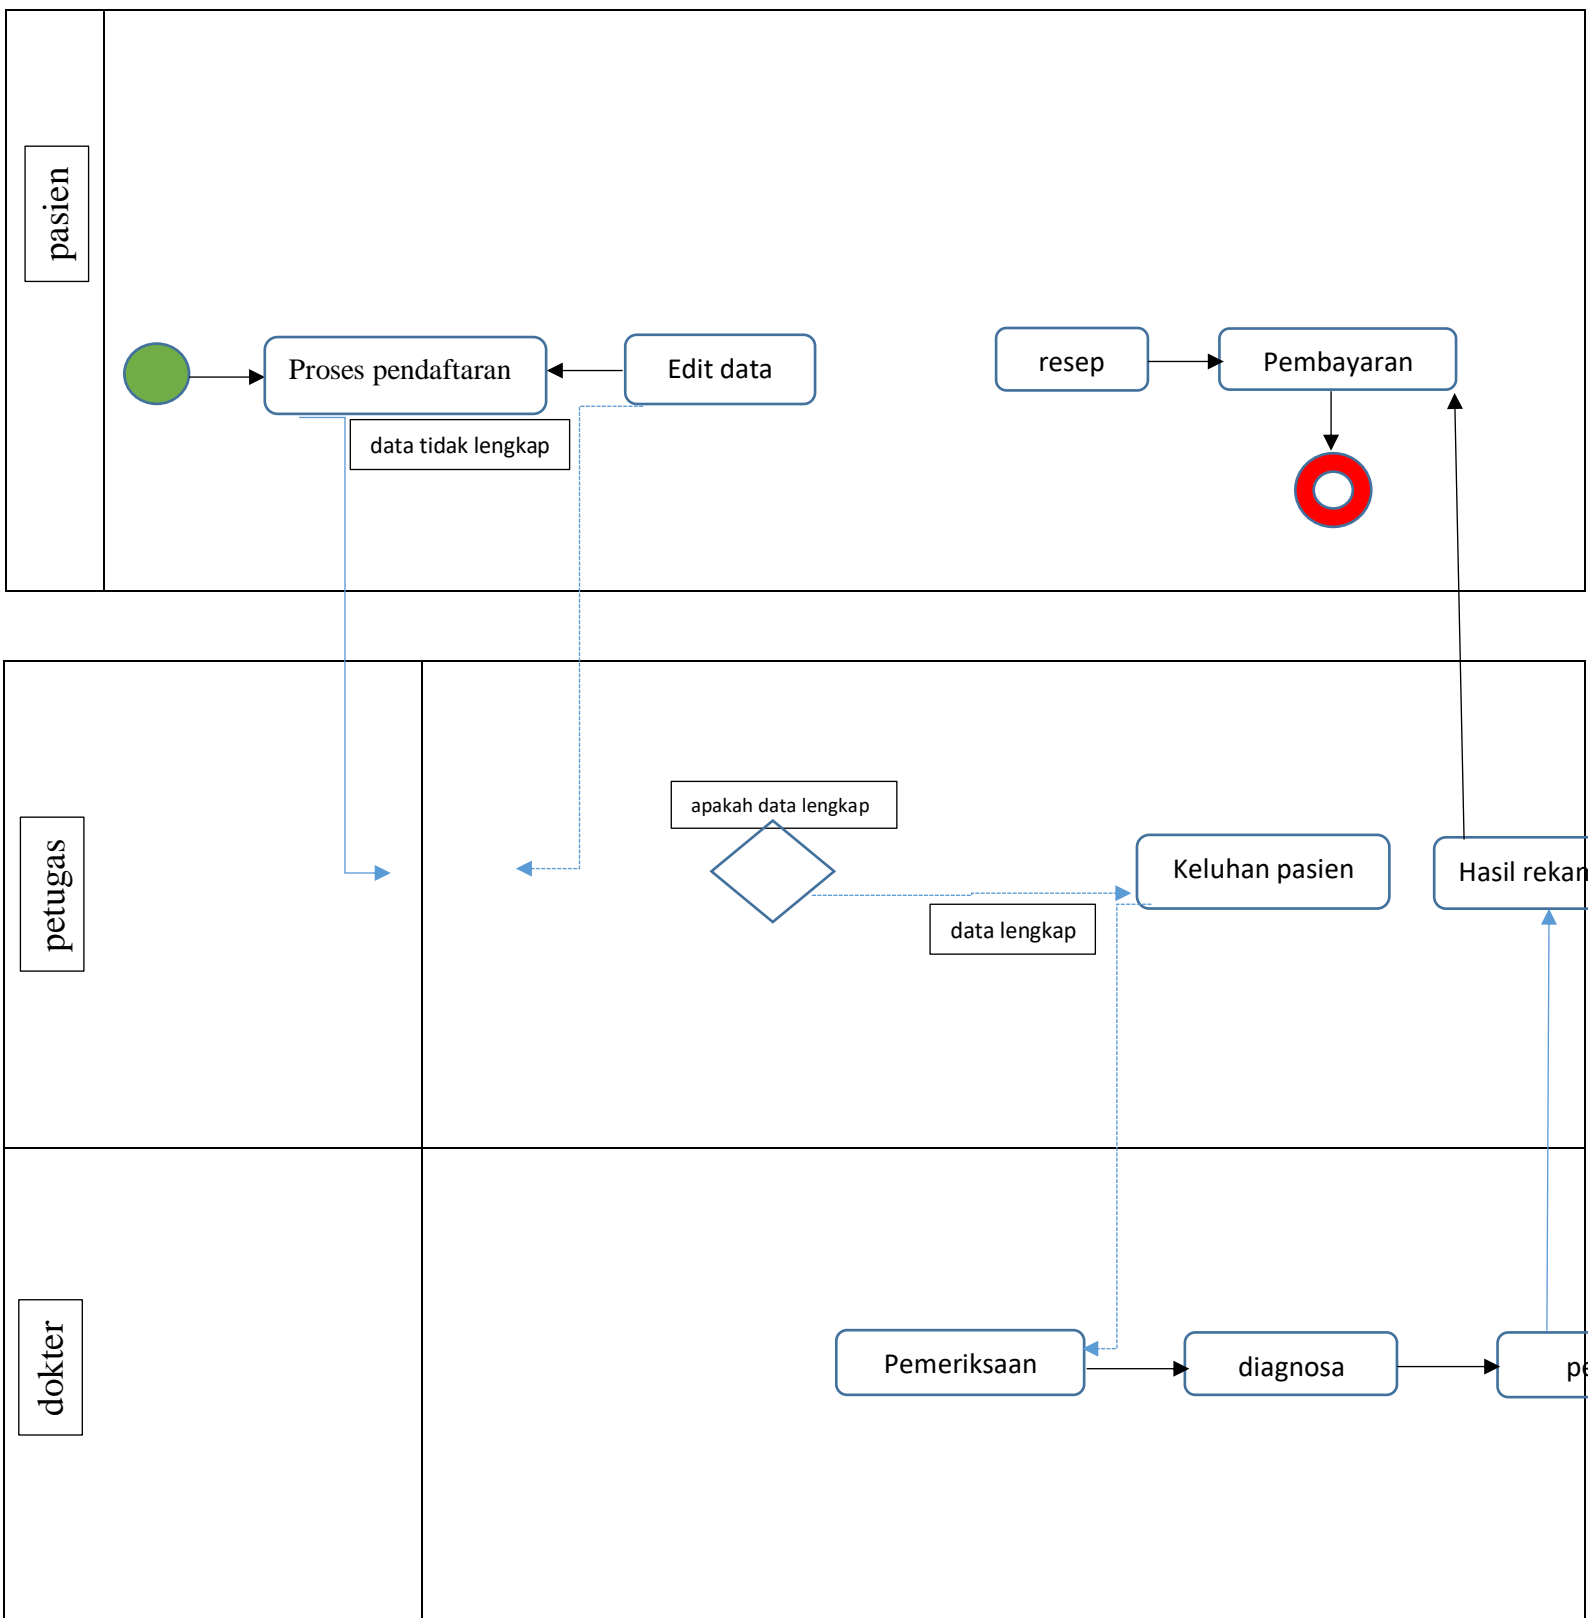 pasien
Proses pendaftaran
Edit data
resep
Pembayaran
data tidak lengkap
petugas
apakah data lengkap
Keluhan pasien
Hasil
data lengkap
dokter
Pemeriksaan
diagnosa